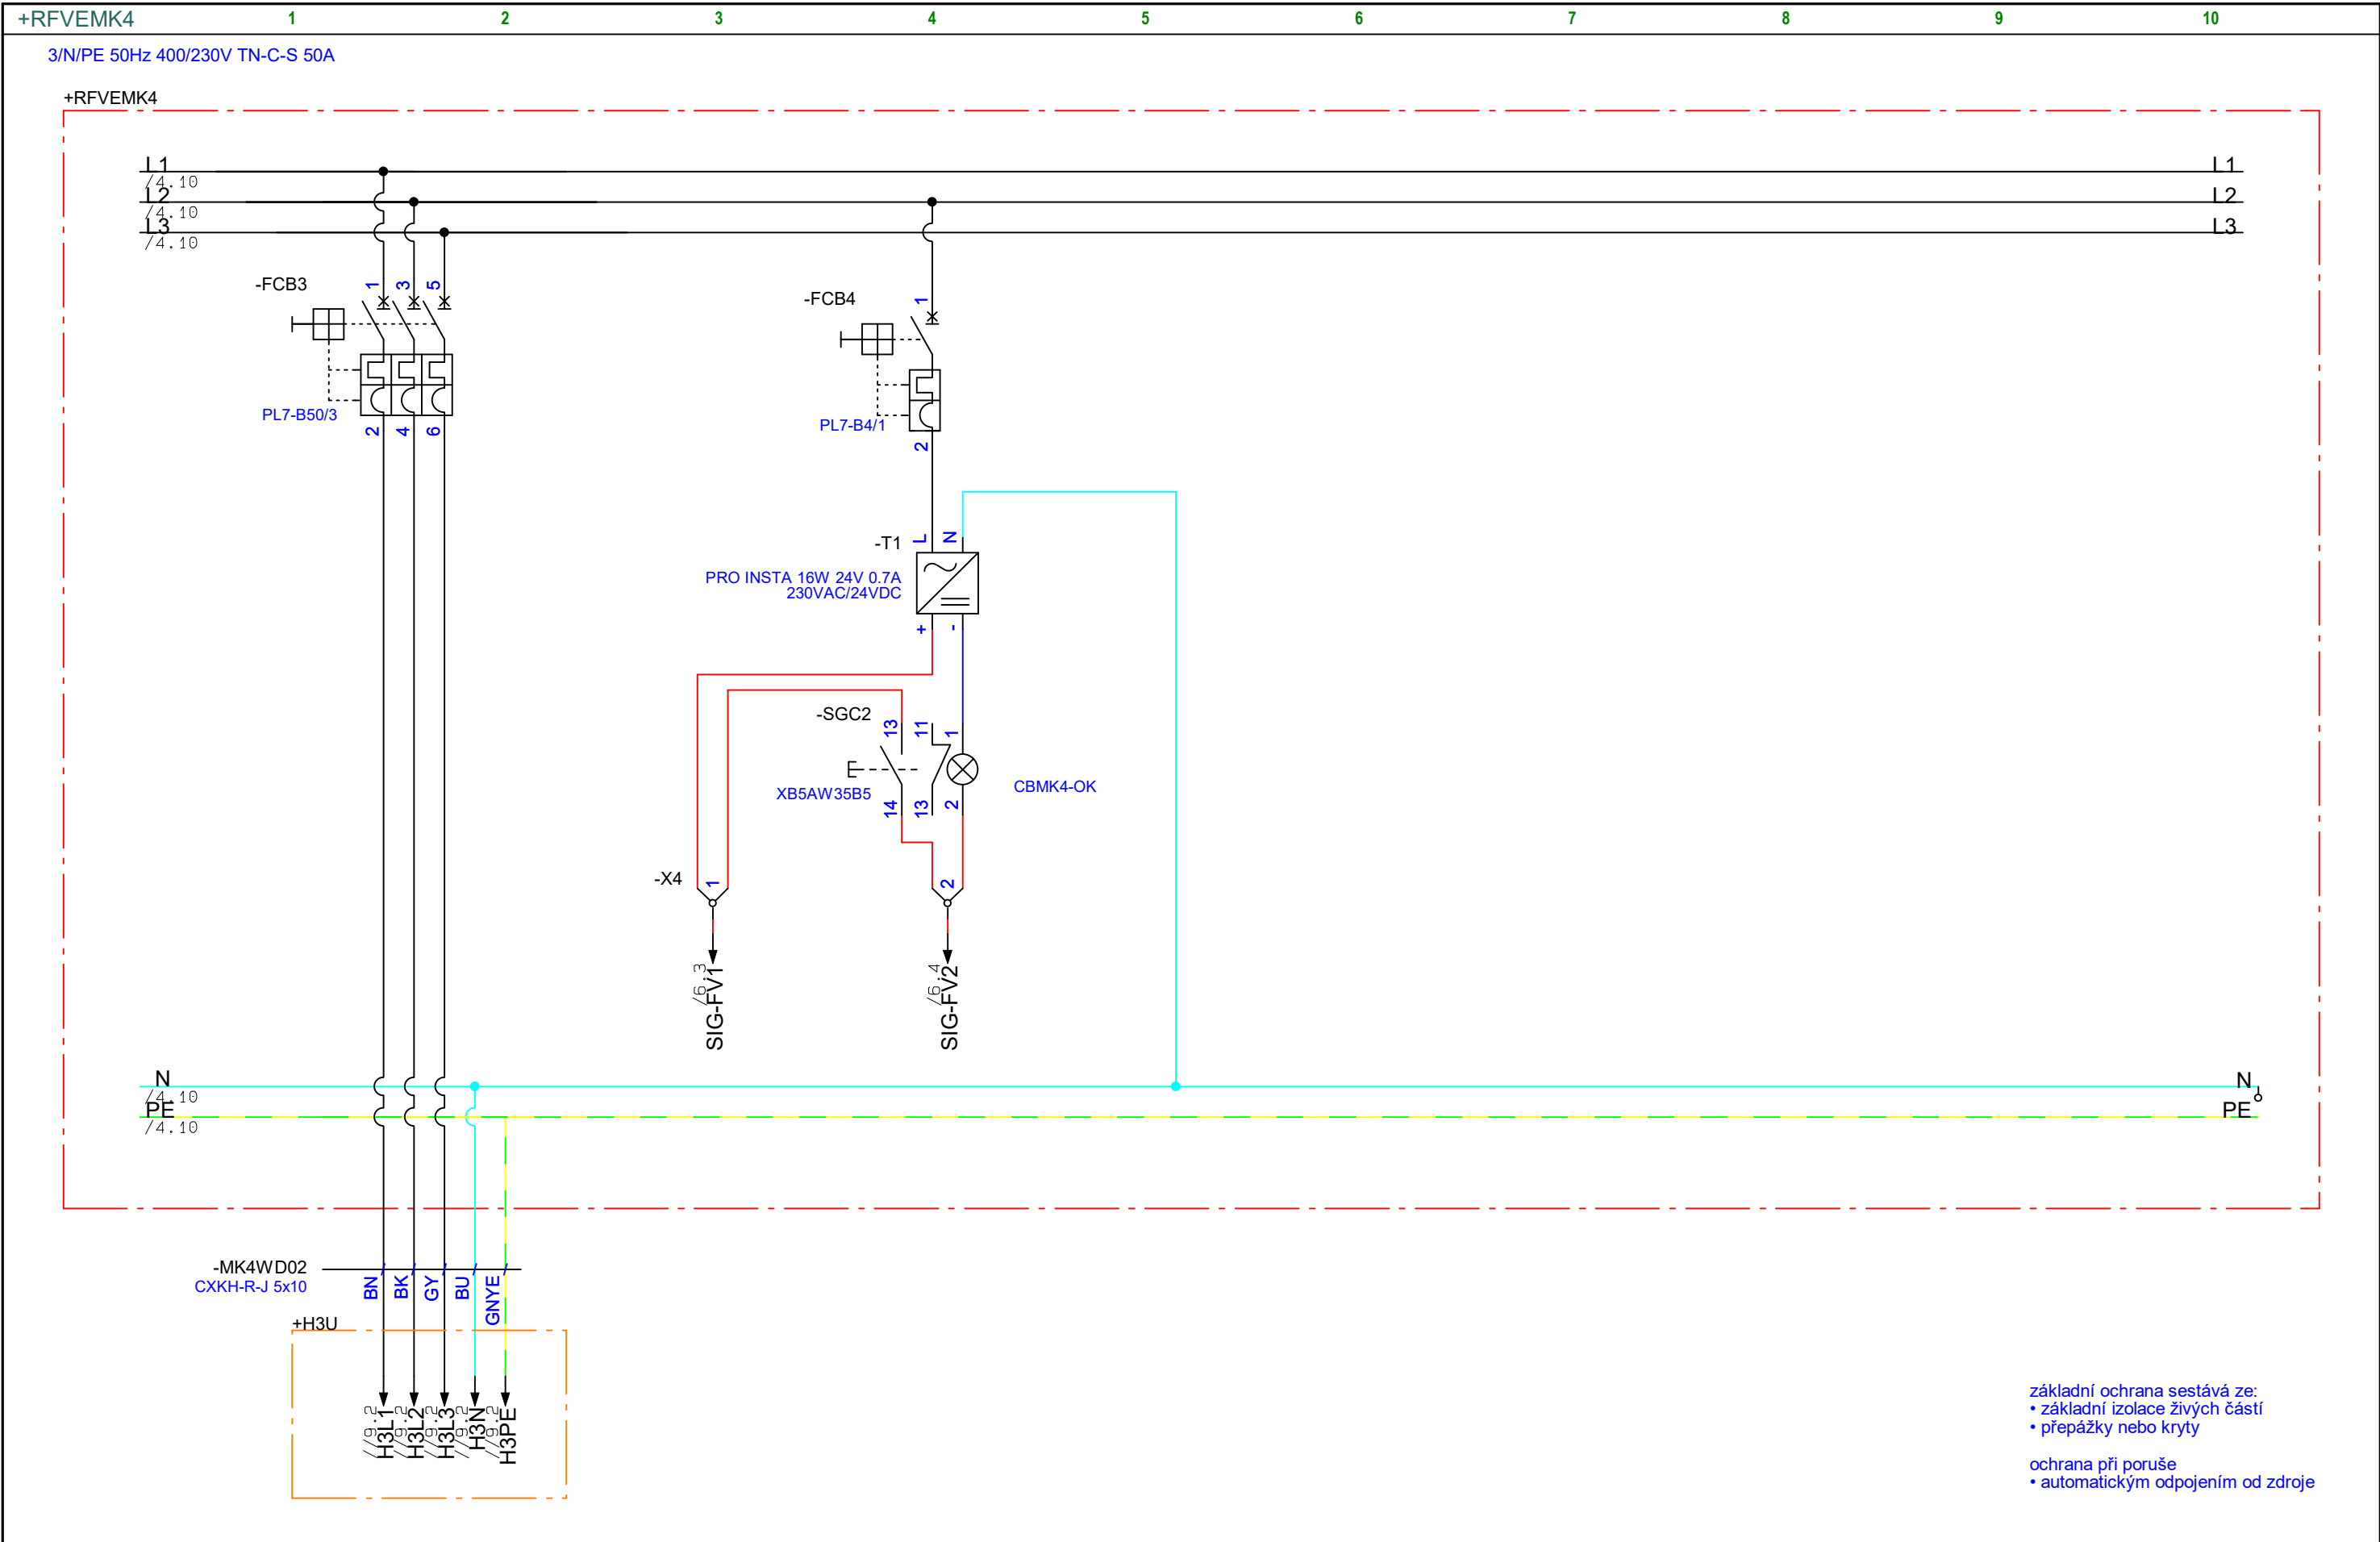 +RFVEMK4
1 2 3 4 5 6 7 8 9 10
3/N/PE 50Hz 400/230V TN-C-S 50A
+RFVEMK4
L1 L1
/4.10
L2 L2
/4.10
L3 L3
/4.10
-FCB3
1 3 5
PL7-B50/3
2 4 6
-FCB4
1
PL7-B4/1
2
-T1
L N
PRO INSTA 16W 24V 0.7A
230VAC/24VDC
+ -
-SGC2
13 11 1
XB5AW35B5
14 13 2
CBMK4-OK
-X4
1 2
/6.3
SIG-FV1
/6.4
SIG-FV2
N N
/4.10
PE PE
/4.10
-MK4WD02
CXKH-R-J 5x10
BN BK GY BU GNYE
+H3U
/9.2
H3L1
/9.2
H3L2
/9.2
H3L3
/9.2
H3N
/9.2
H3PE
základní ochrana sestává ze:
• základní izolace živých částí
• přepážky nebo kryty
ochrana při poruše
• automatickým odpojením od zdroje